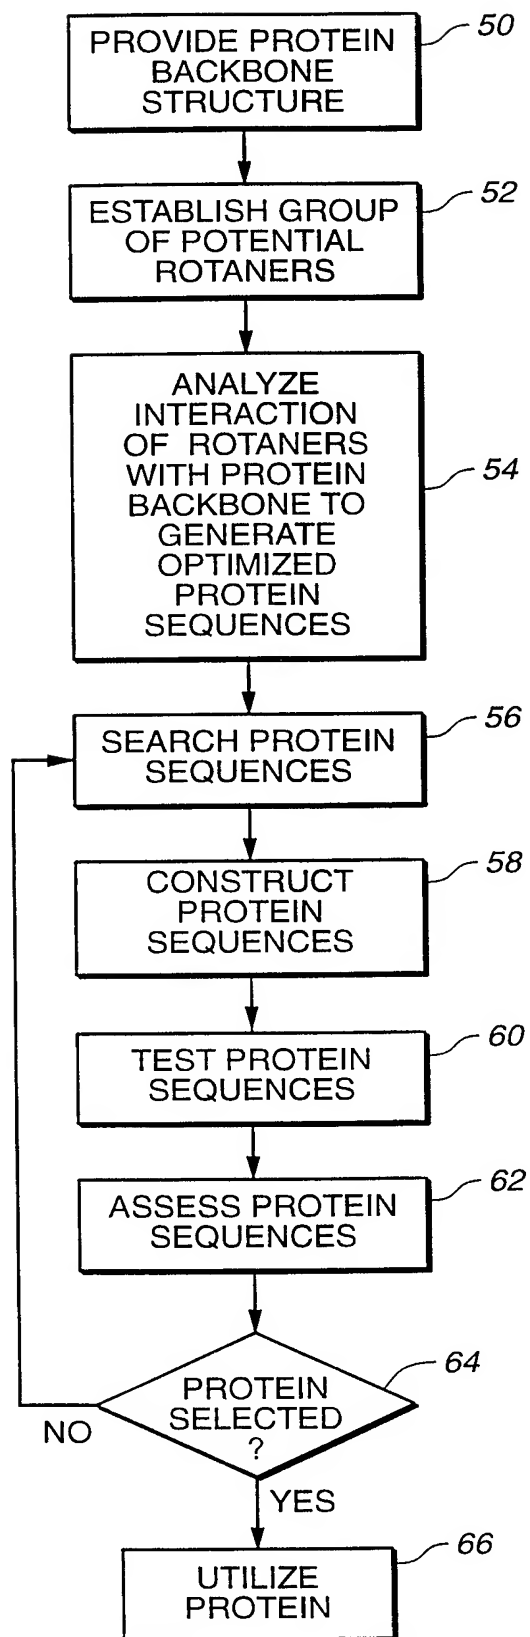 PROVIDE PROTEIN
BACKBONE
STRUCTURE
50
ESTABLISH GROUP
OF POTENTIAL
ROTANERS
52
ANALYZE
INTERACTION
OF ROTANERS
WITH PROTEIN
BACKBONE TO
GENERATE
OPTIMIZED
PROTEIN
SEQUENCES
54
SEARCH PROTEIN
SEQUENCES
56
CONSTRUCT
PROTEIN
SEQUENCES
58
TEST PROTEIN
SEQUENCES
60
ASSESS PROTEIN
SEQUENCES
62
PROTEIN
SELECTED
?
64
NO
YES
UTILIZE
PROTEIN
66